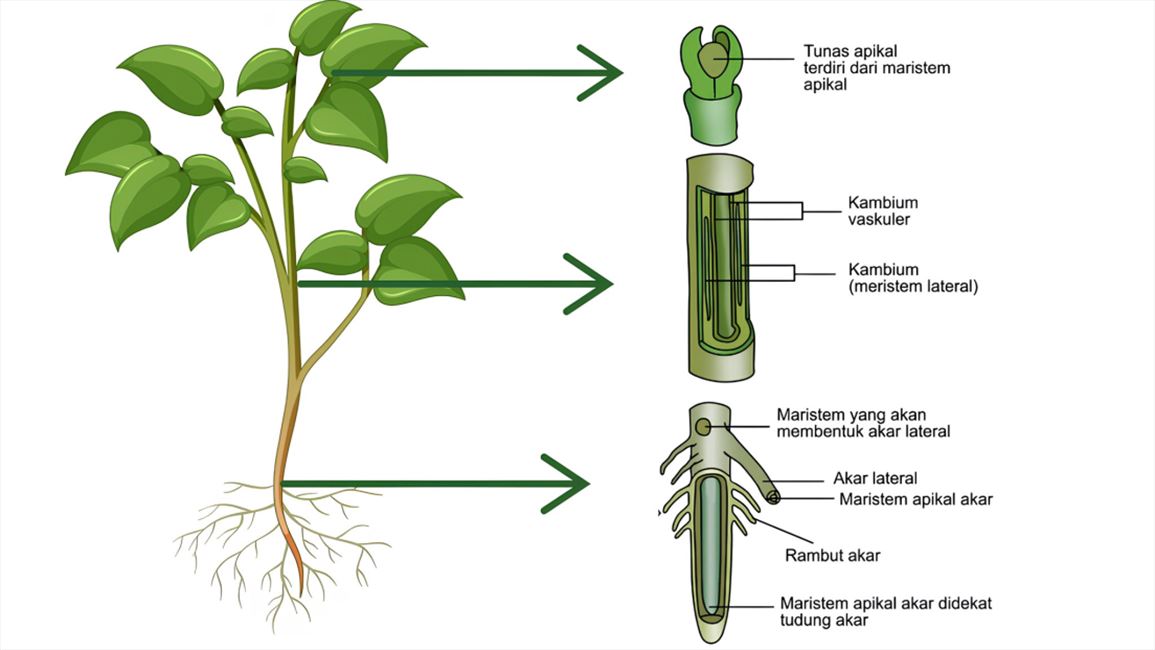 Tunas apikal
terdiri dari maristem
apikal
Kambium
vaskuler
Kambium
(meristem lateral)
Maristem yang akan
membentuk akar lateral
Akar lateral
Maristem apikal akar
Rambut akar
Maristem apikal akar didekat
tudung akar